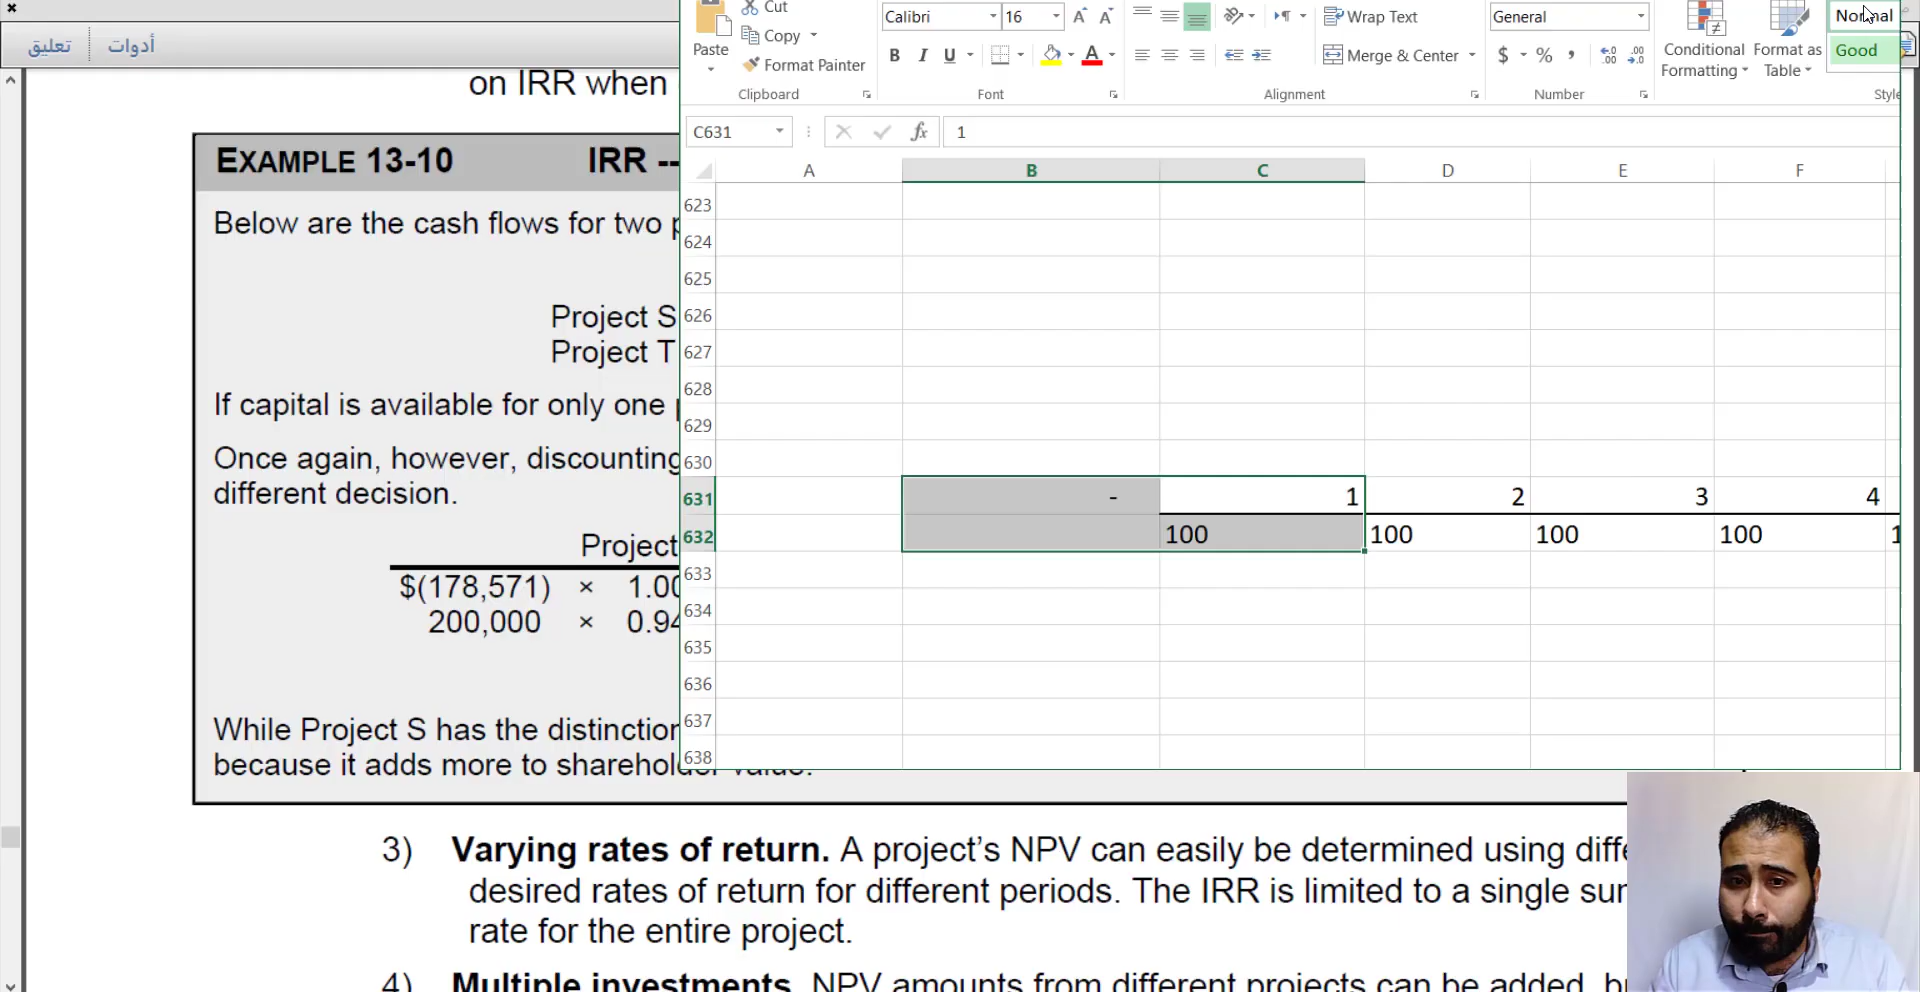 تعليق
أدوات
on IRR when
EXAMPLE 13-10 IRR --
Below are the cash flows for two
Project S
Project T
If capital is available for only one
Once again, however, discounting
different decision.
Project
$(178,571) × 1.00
200,000 × 0.94
While Project S has the distinction
because it adds more to shareholder value.
3) Varying rates of return. A project's NPV can easily be determined using
desired rates of return for different periods. The IRR is limited to a single
rate for the entire project.
4) Multiple investments. NPV amounts from different projects can be added,
Cut
Copy
Format Painter
Paste
Clipboard
Calibri 16
B I U
Font
Wrap Text
Merge & Center
Alignment
General
$ % ,
Number
Conditional
Formatting
Format as
Table
Normal
Good
C631 fx 1
A B C D E F
623
624
625
626
627
628
629
630
631 - 1 2 3 4
632 100 100 100 100 1
633
634
635
636
637
638